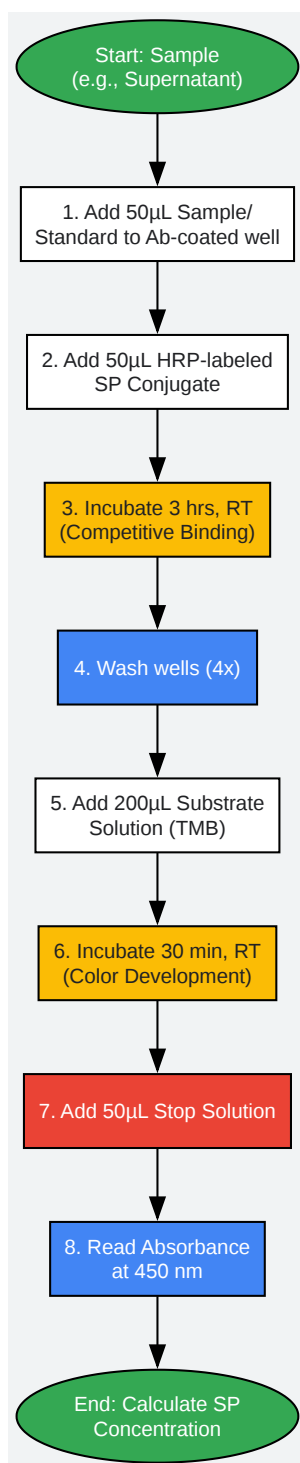 Start: Sample
(e.g., Supernatant)
1. Add 50µL Sample/
Standard to Ab-coated well
2. Add 50µL HRP-labeled
SP Conjugate
3. Incubate 3 hrs, RT
(Competitive Binding)
4. Wash wells (4x)
5. Add 200µL Substrate
Solution (TMB)
6. Incubate 30 min, RT
(Color Development)
7. Add 50µL Stop Solution
8. Read Absorbance
at 450 nm
End: Calculate SP
Concentration